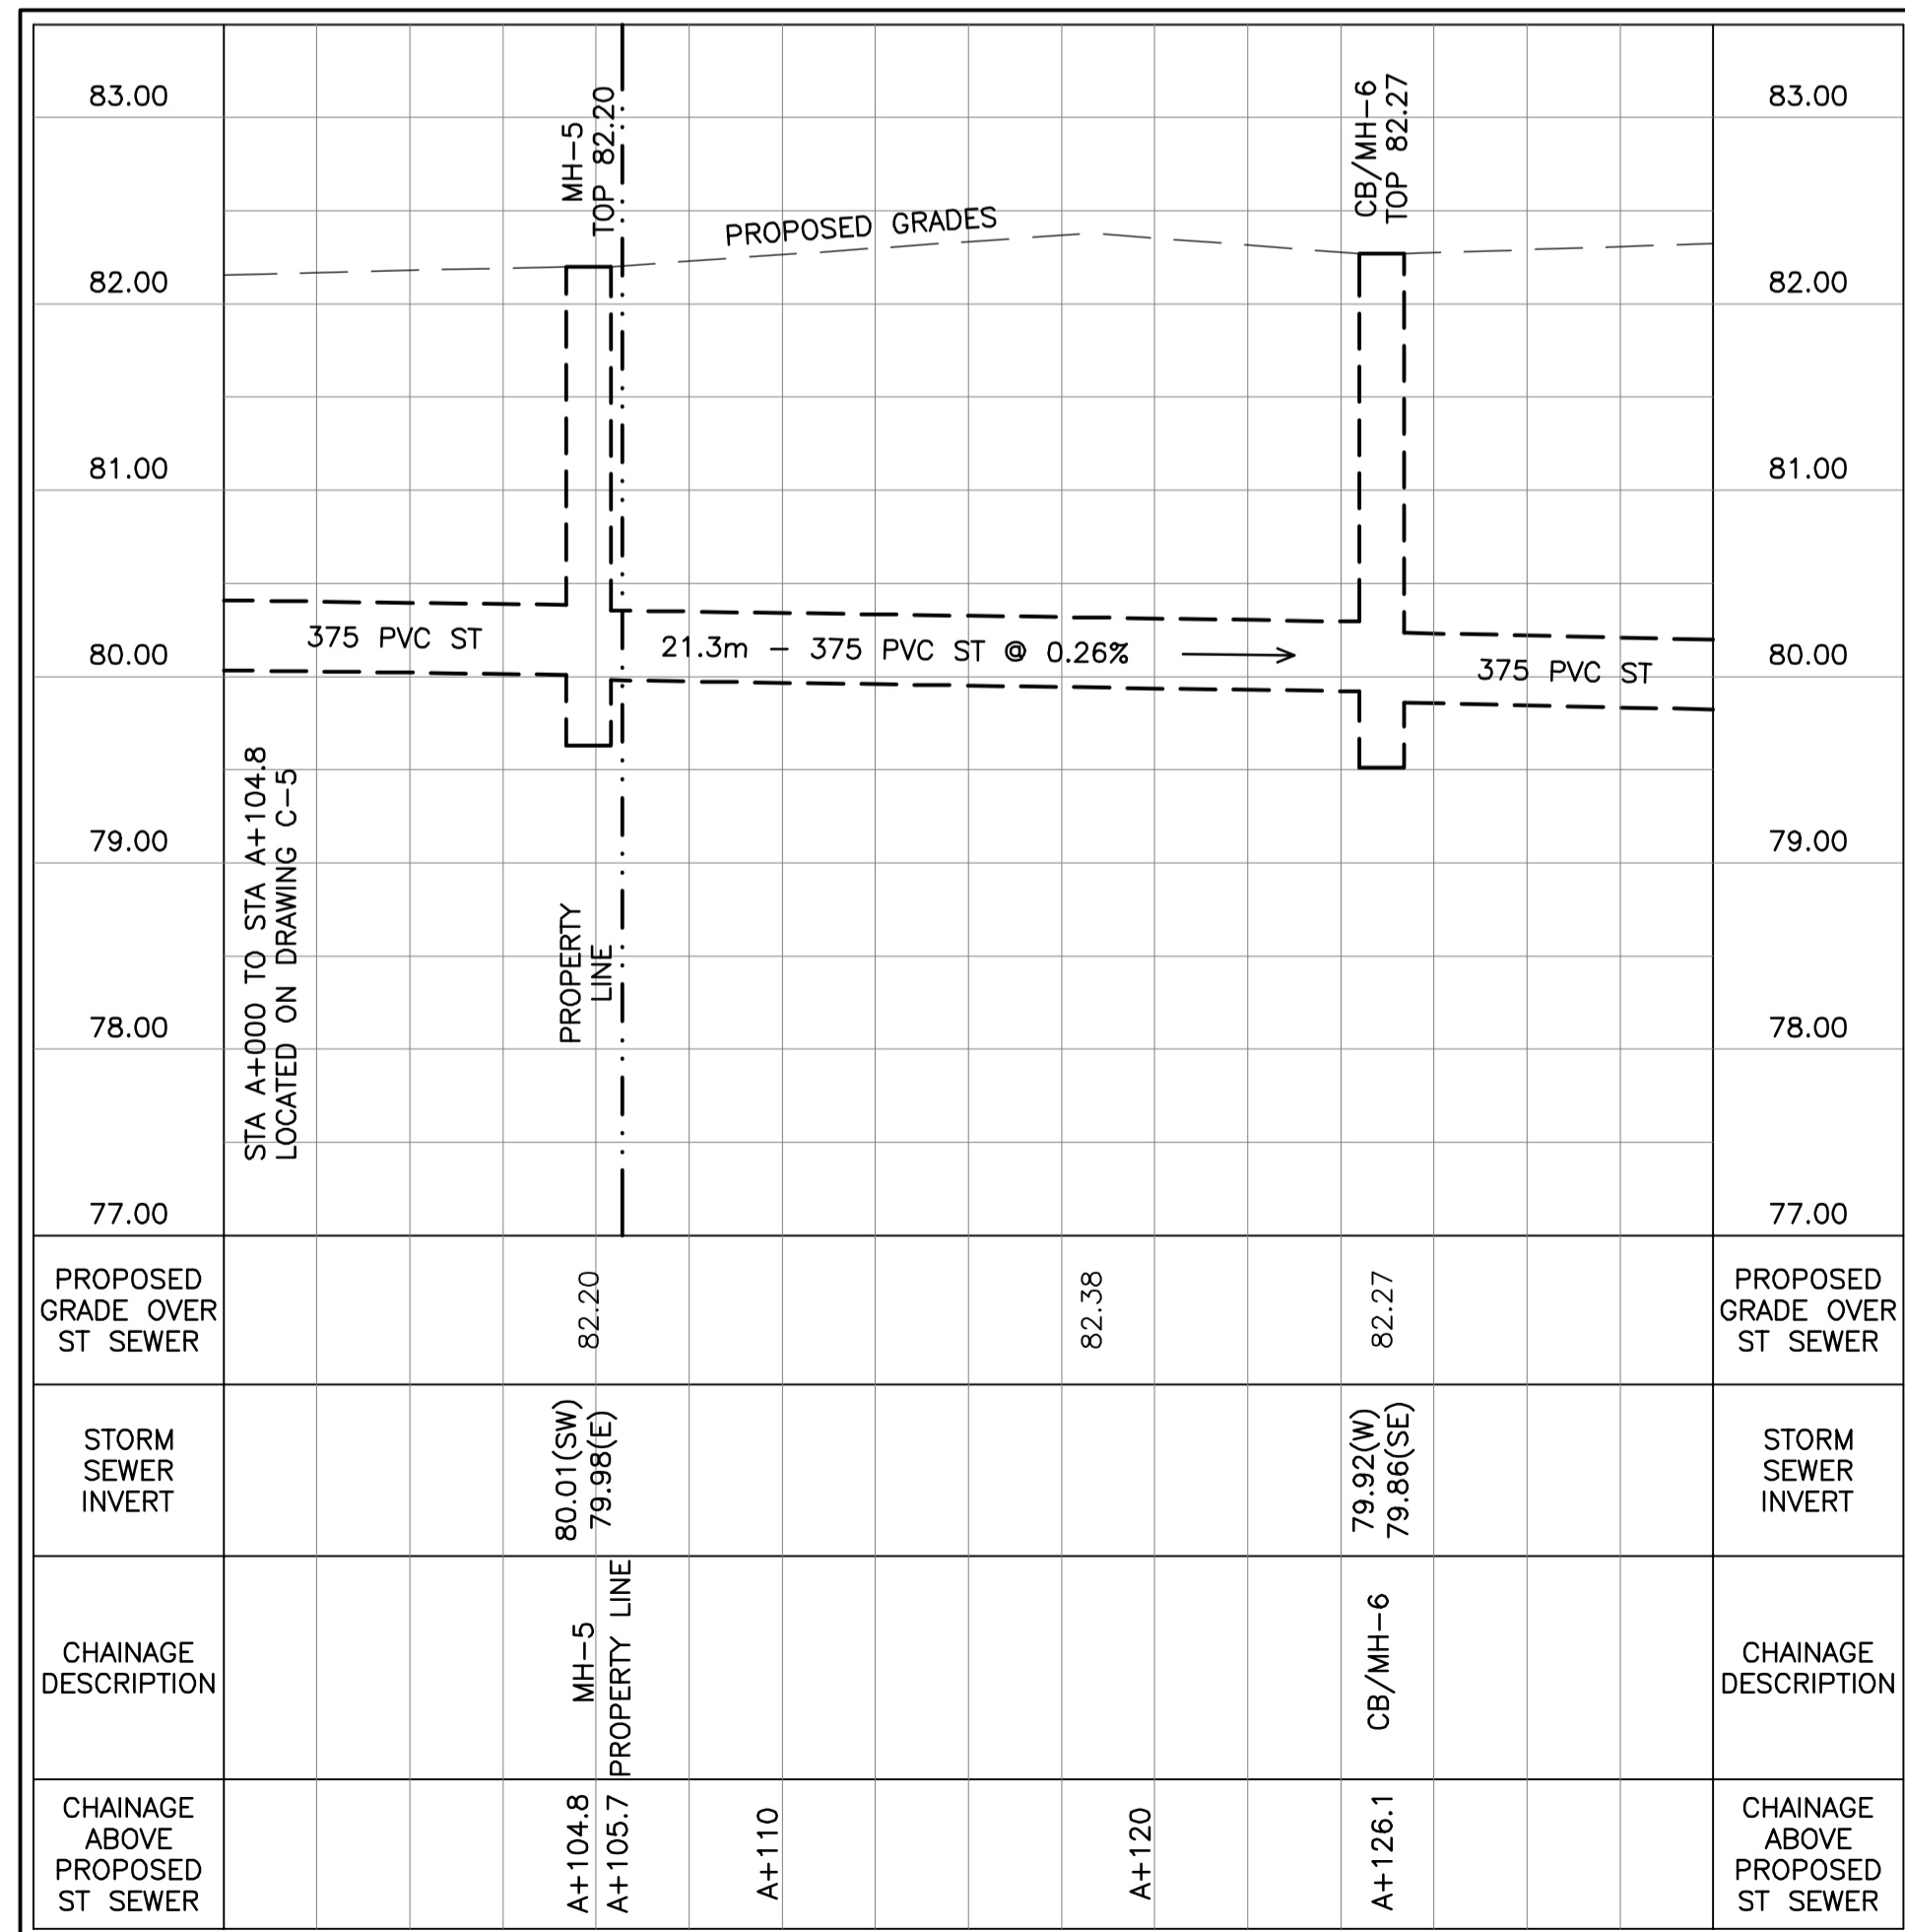 83.00
82.00
81.00
80.00
79.00
78.00
77.00
MH-5
TOP 82.20
CB/MH-6
TOP 82.27
PROPOSED GRADES
375 PVC ST
21.3m - 375 PVC ST @ 0.26%
375 PVC ST
STA A+000 TO STA A+104.8
LOCATED ON DRAWING C-5
PROPERTY
LINE
83.00
82.00
81.00
80.00
79.00
78.00
77.00
PROPOSED
GRADE OVER
ST SEWER
82.20
82.38
82.27
PROPOSED
GRADE OVER
ST SEWER
STORM
SEWER
INVERT
80.01(SW)
79.98(E)
79.92(W)
79.86(SE)
STORM
SEWER
INVERT
CHAINAGE
DESCRIPTION
MH-5
PROPERTY LINE
CB/MH-6
CHAINAGE
DESCRIPTION
CHAINAGE
ABOVE
PROPOSED
ST SEWER
A+104.8
A+105.7
A+110
A+120
A+126.1
CHAINAGE
ABOVE
PROPOSED
ST SEWER